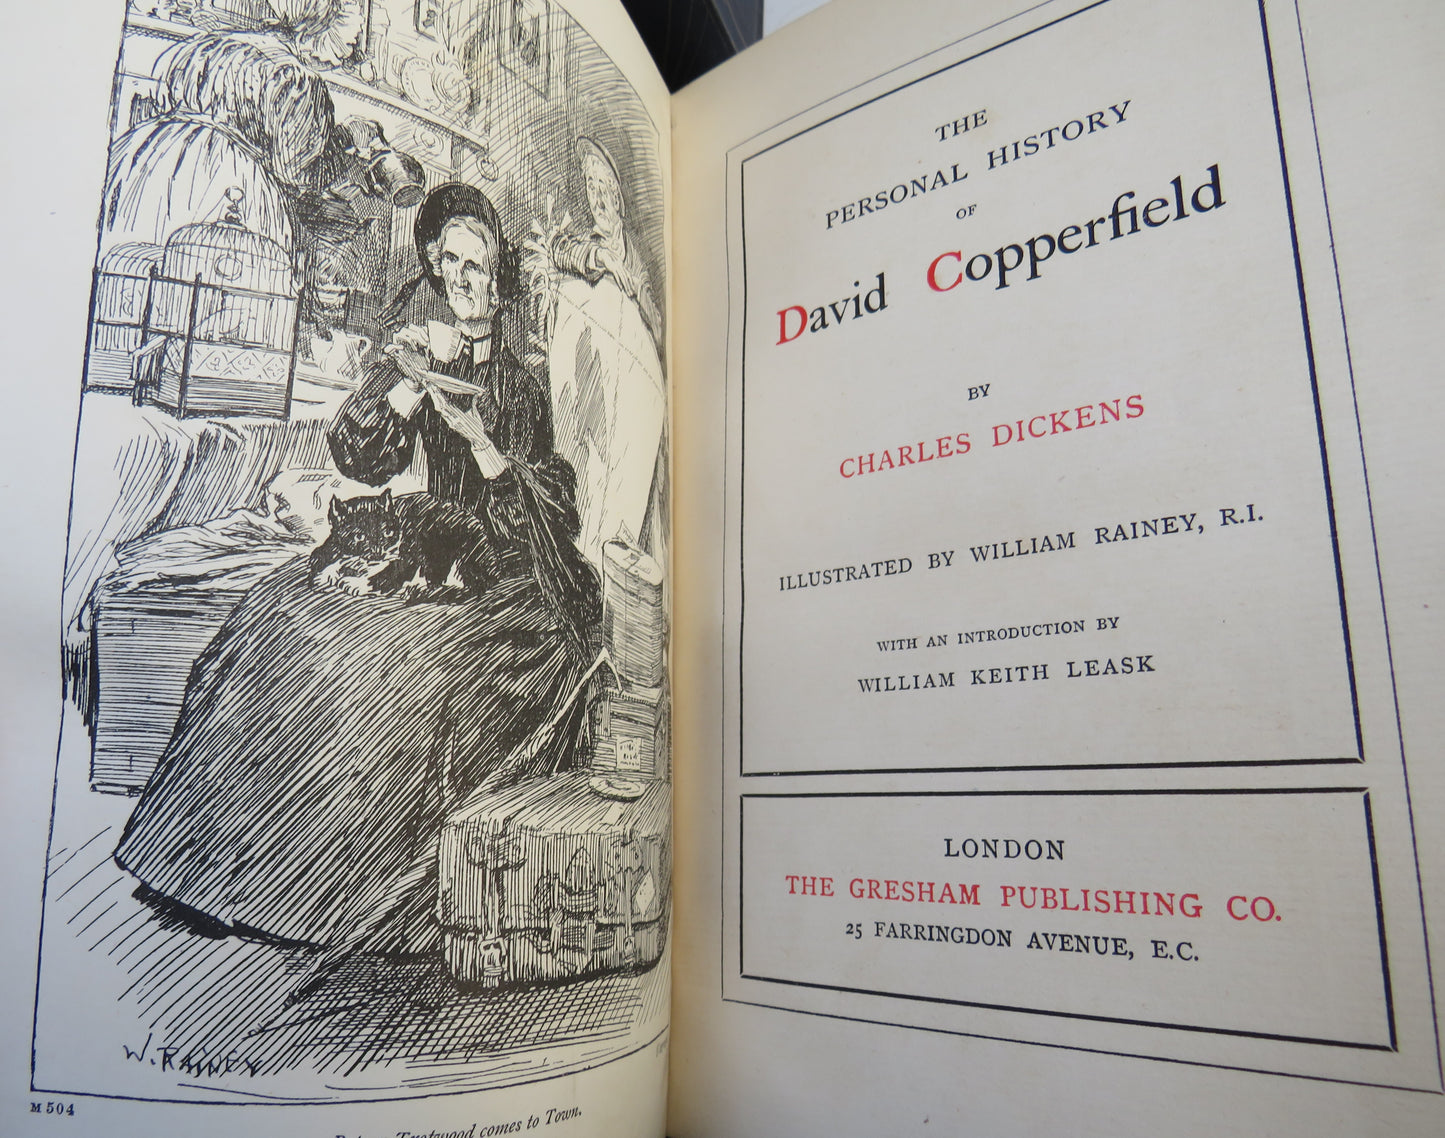 W. RAINEY
M 504
Trotwood comes to Town.
THE
PERSONAL HISTORY
OF
David Copperfield
BY
CHARLES DICKENS
ILLUSTRATED BY WILLIAM RAINEY, R.I.
WITH AN INTRODUCTION BY
WILLIAM KEITH LEASK
LONDON
THE GRESHAM PUBLISHING CO.
25 FARRINGDON AVENUE, E.C.